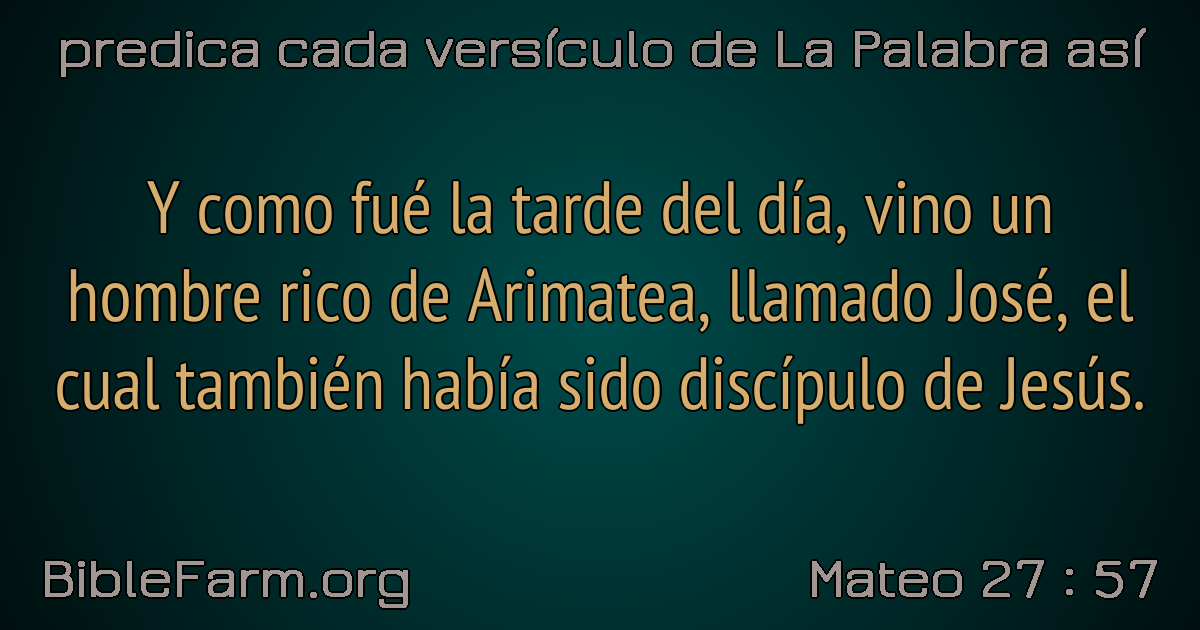 predica cada versículo de La Palabra así
Y como fué la tarde del día, vino un
hombre rico de Arimatea, llamado José, el
cual también había sido discípulo de Jesús.
BibleFarm.org
Mateo 27 : 57